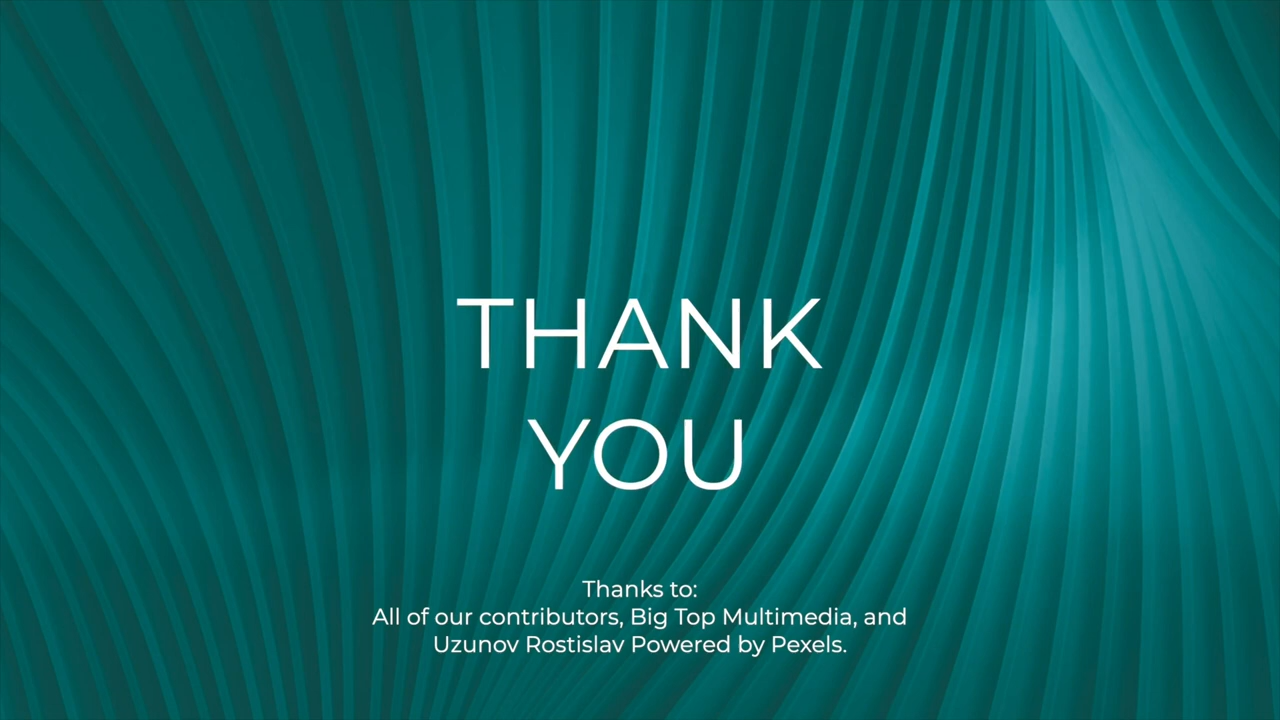 THANK
YOU
Thanks to:
All of our contributors, Big Top Multimedia, and
Uzunov Rostislav Powered by Pexels.